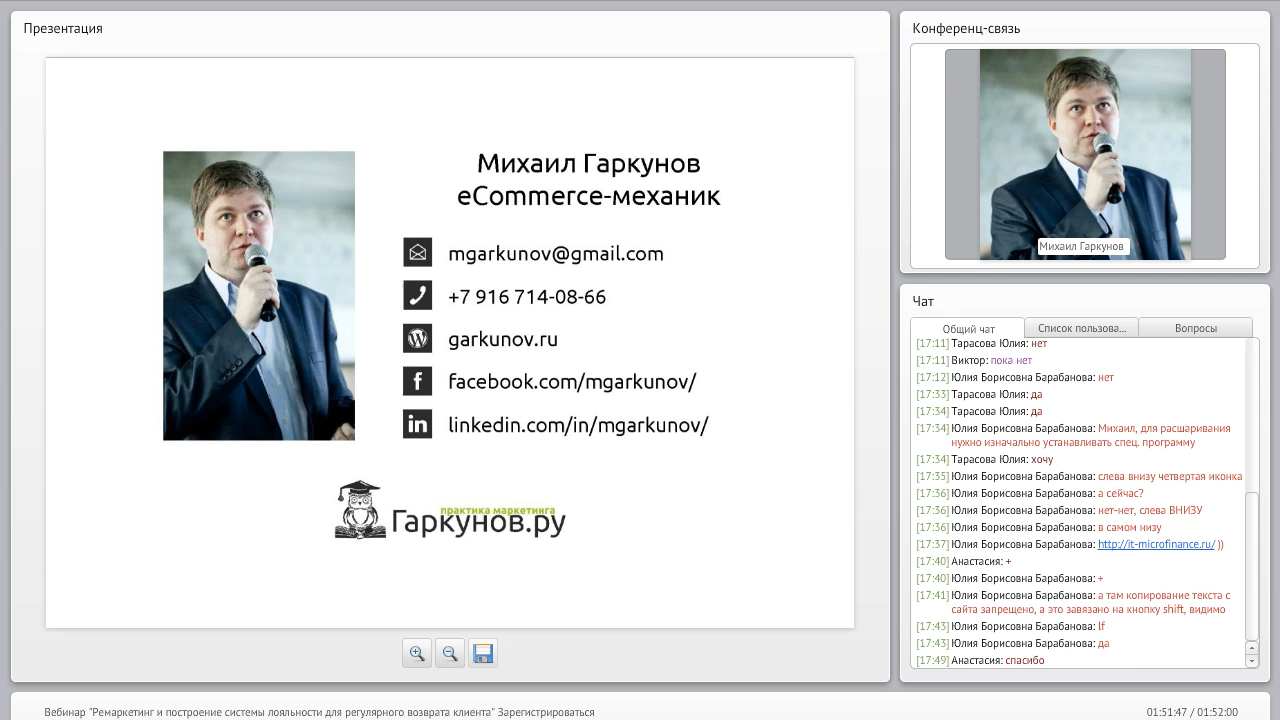 Презентация
Михаил Гаркунов
eCommerce-механик
mgarkunov@gmail.com
+7 916 714-08-66
garkunov.ru
facebook.com/mgarkunov/
linkedin.com/in/mgarkunov/
практика маркетинга
Гаркунов.ру
Конференц-связь
Михаил Гаркунов
Чат
Общий чат
Список пользова...
Вопросы
[17:11] Тарасова Юлия: нет
[17:11] Виктор: пока нет
[17:12] Юлия Борисовна Барабанова: нет
[17:33] Тарасова Юлия: да
[17:34] Тарасова Юлия: да
[17:34] Юлия Борисовна Барабанова: Михаил, для расшаривания
нужно изначально устанавливать спец. программу
[17:34] Тарасова Юлия: хочу
[17:35] Юлия Борисовна Барабанова: слева внизу четвертая иконка
[17:36] Юлия Борисовна Барабанова: а сейчас?
[17:36] Юлия Борисовна Барабанова: нет-нет, слева ВНИЗУ
[17:36] Юлия Борисовна Барабанова: в самом низу
[17:37] Юлия Борисовна Барабанова: http://it-microfinance.ru/ ))
[17:40] Анастасия: +
[17:40] Юлия Борисовна Барабанова: +
[17:41] Юлия Борисовна Барабанова: а там копирование текста с
сайта запрещено, а это завязано на кнопку shift, видимо
[17:43] Юлия Борисовна Барабанова: lf
[17:43] Юлия Борисовна Барабанова: да
[17:49] Анастасия: спасибо
Вебинар "Ремаркетинг и построение системы лояльности для регулярного возврата клиента" Зарегистрироваться
01:51:47 / 01:52:00